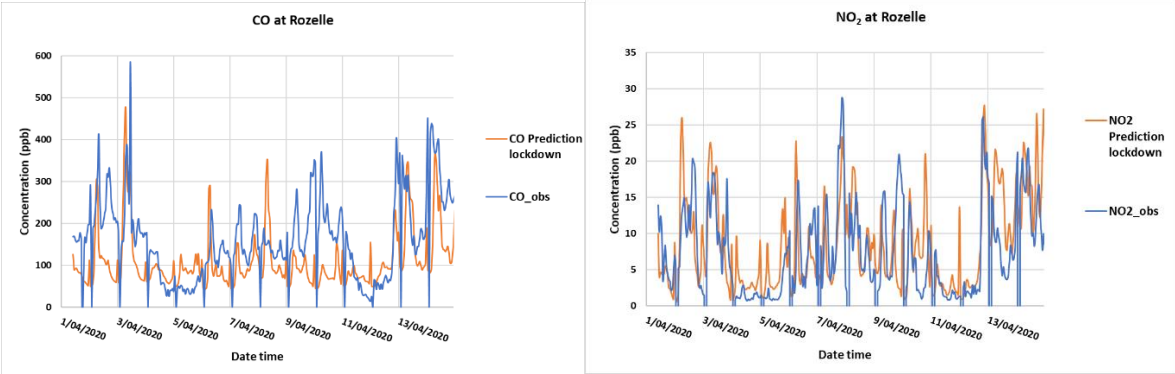 CO at Rozelle
600
500
400
300
200
100
0
Concentration (ppb)
1/04/2020
3/04/2020
5/04/2020
7/04/2020
9/04/2020
11/04/2020
13/04/2020
Date time
CO Prediction
lockdown
CO_obs
NO₂ at Rozelle
35
30
25
20
15
10
5
0
Concentration (ppb)
1/04/2020
3/04/2020
5/04/2020
7/04/2020
9/04/2020
11/04/2020
13/04/2020
Date time
NO2
Prediction
lockdown
NO2_obs